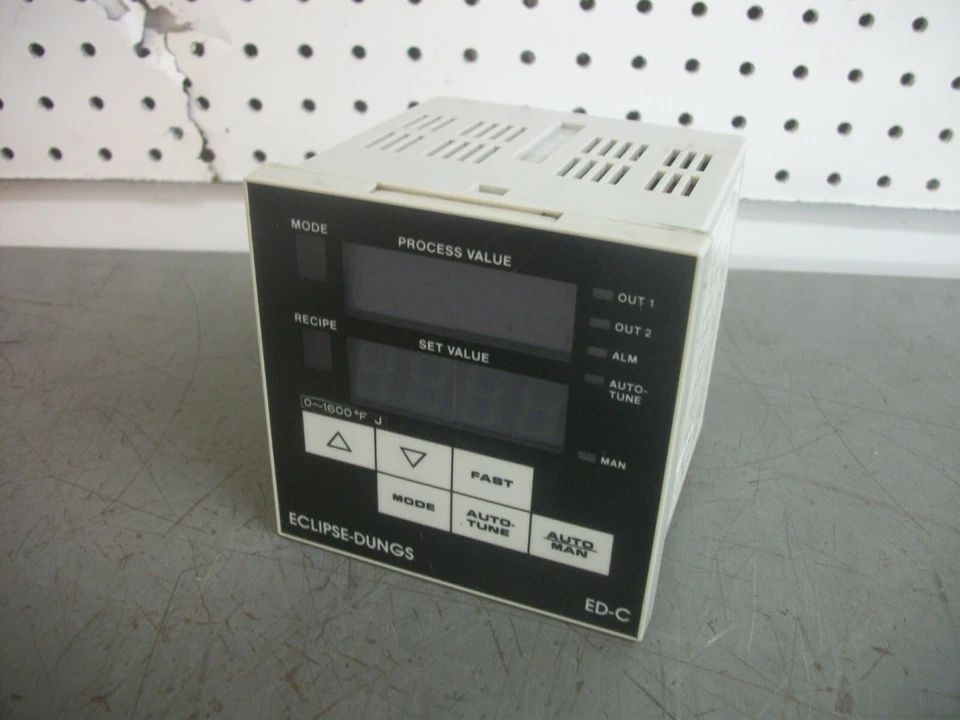 MODE
PROCESS VALUE
OUT 1
OUT 2
RECIPE
SET VALUE
ALM
AUTO-
TUNE
0~1600°F J
MAN
△ ▽ FAST
MODE
AUTO-
TUNE
AUTO
MAN
ECLIPSE-DUNGS
ED-C